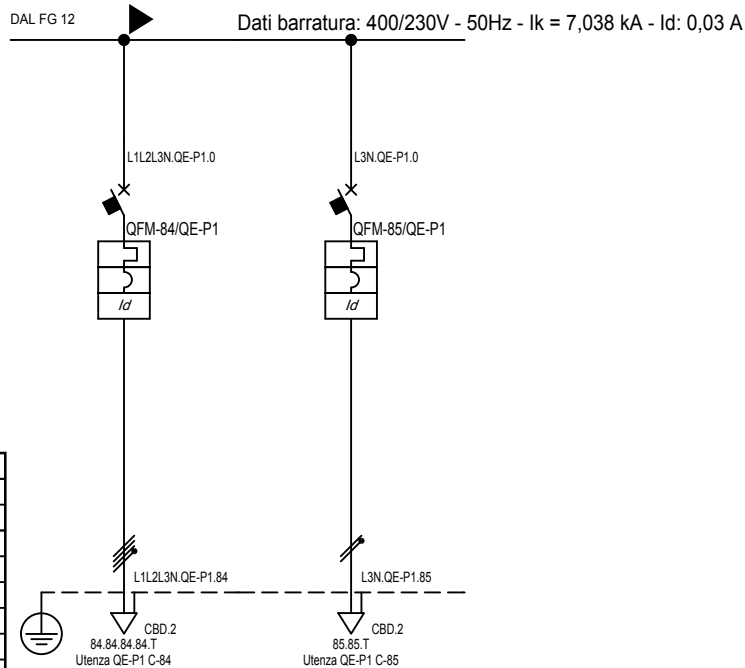 DAL FG 12
Dati barratura: 400/230V - 50Hz - Ik = 7,038 kA - Id: 0,03 A
L1L2L3N.QE-P1.0
L3N.QE-P1.0
QFM-84/QE-P1
QFM-85/QE-P1
Id
Id
L1L2L3N.QE-P1.84
L3N.QE-P1.85
CBD.2
CBD.2
84.84.84.84.T
85.85.T
Utenza QE-P1 C-84
Utenza QE-P1 C-85